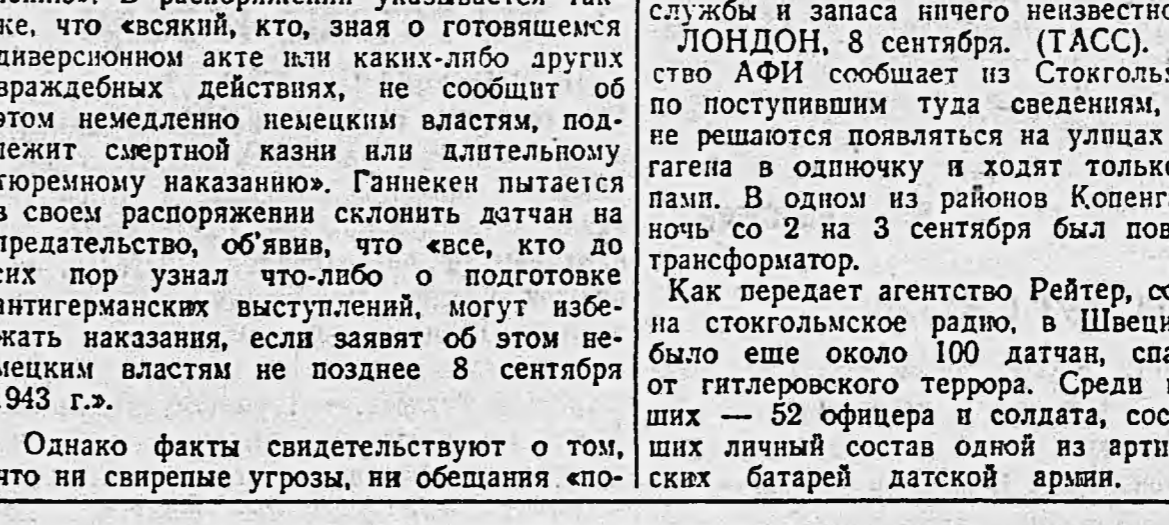 В распоряжении указывается так-
же, что «всякий, кто, зная о готовящемся
диверсионном акте или каких-либо других
враждебных действиях, не сообщит об
этом немедленно немецким властям, под-
лежит смертной казни или длительному
тюремному наказанию». Ганнекен пытается
в своем распоряжении склонить датчан на
предательство, об'явив, что «все, кто до
сих пор узнал что-либо о подготовке
антигерманских выступлений, могут избе-
жать наказания, если заявят об этом не-
мецким властям не позднее 8 сентября
1943 г.».
Однако факты свидетельствуют о том,
что ни свирепые угрозы, ни обещания «по-
службы и запаса ничего неизвестно
ЛОНДОН, 8 сентября. (ТАСС).
ство АФИ сообщает из Стокголь
по поступившим туда сведениям,
не решаются появляться на улицах
гагена в одиночку и ходят только
пами. В одном из районов Копенг
ночь со 2 на 3 сентября был пов
трансформатор.
Как передает агентство Рейтер, сс
на стокгольмское радио, в Швеци
было еще около 100 датчан, спа
от гитлеровского террора. Среди
ших — 52 офицера и солдата, сос
ших личный состав одной из арти
ских батарей датской армии.